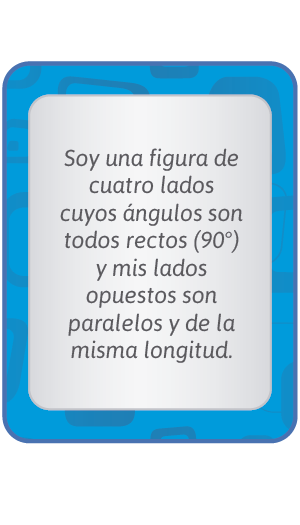 Soy una figura de
cuatro lados
cuyos ángulos son
todos rectos (90°)
y mis lados
opuestos son
paralelos y de la
misma longitud.